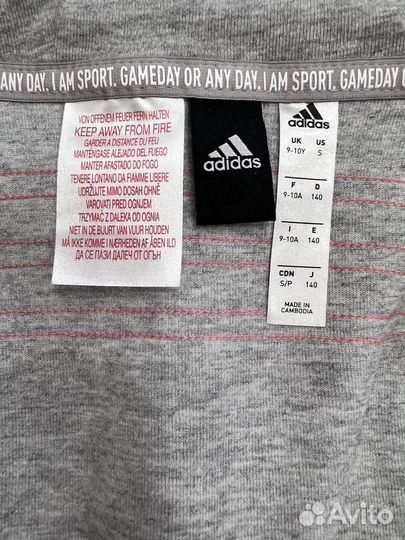 ANY DAY. I AM SPORT. GAMEDAY OR ANY DAY. I AM SPORT. GAMEDAY O
VON OFFENEM FEUER FERN HALTEN
KEEP AWAY FROM FIRE
GARDER A DISTANCE DU FEU
MANTÉNGASE ALEJADO DEL FUEGO
MANTER AFASTADO DO FOGO
TENERE LONTANO DA FIAMME LIBERE
UDRŽUJTE MIMO DOSAH OHNĚ
VAROVATI PRED OGNJEM
TRZYMAĆ Z DALEKA OD OGNIA
NIET IN DE BUURT VAN VUUR HOUDEN
MÅ IKKE KOMME I NÆRHEDEN AF ÅBEN ILD
ДА СЕ ПАЗИ ДАЛЕЧ ОТ ОГЪН
adidas
adidas
UK US
9-10Y S
F D
9-10A 140
I E
9-10A 140
CDN J
S/P 140
MADE IN
CAMBODIA
Avito